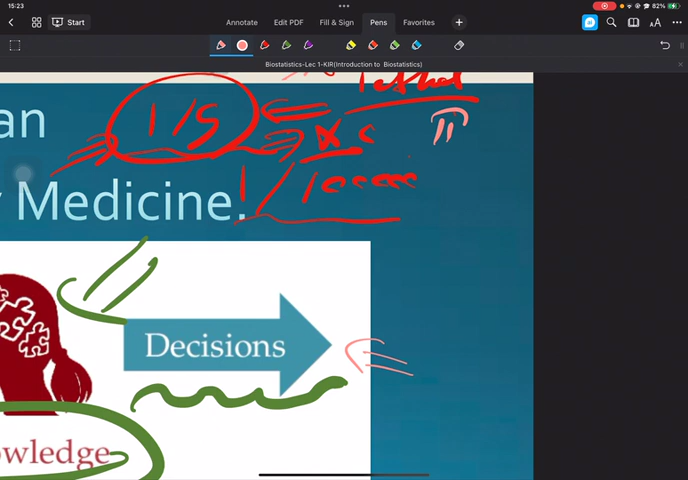 15:23
82%
Start
Annotate Edit PDF Fill & Sign Pens Favorites
Biostatistics-Lec 1-KIR(Introduction to Biostatistics)
an
1/5
Medicine.
Decisions
owledge